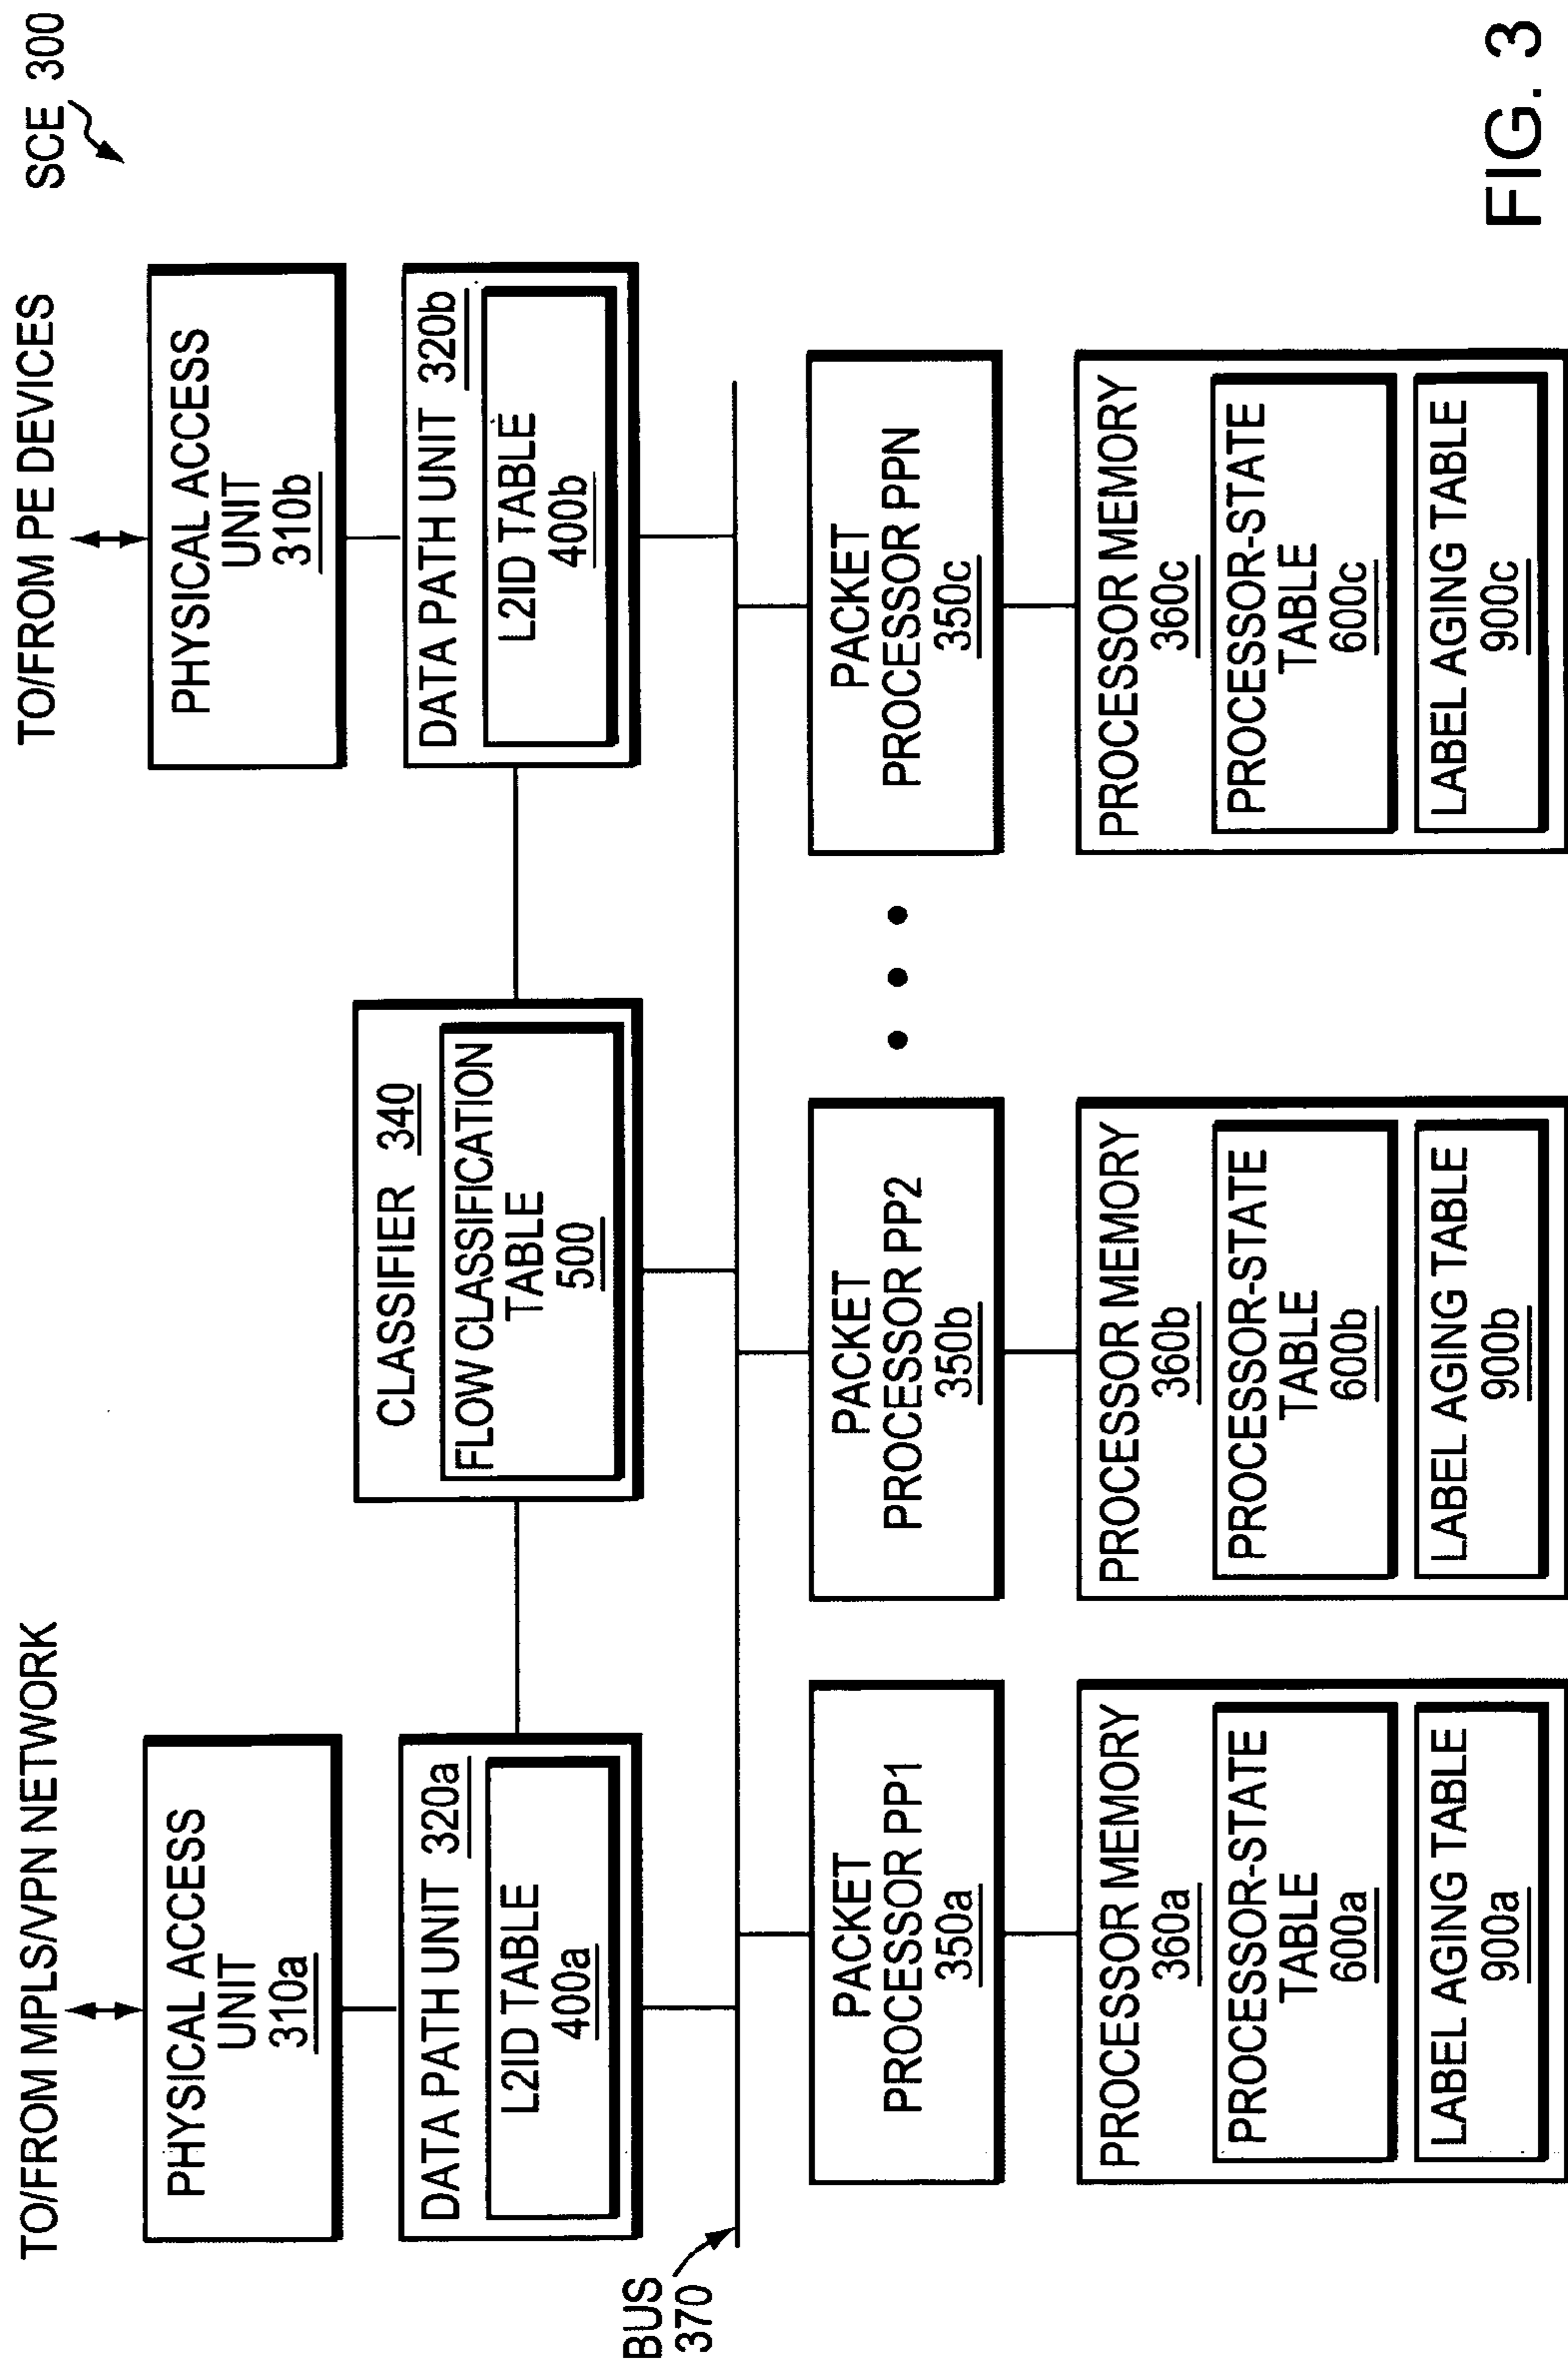 SCE 300
TO/FROM MPLS/VPN NETWORK
TO/FROM PE DEVICES
PHYSICAL ACCESS
UNIT
310a
PHYSICAL ACCESS
UNIT
310b
DATA PATH UNIT 320a
L2ID TABLE
400a
CLASSIFIER 340
FLOW CLASSIFICATION
TABLE
500
DATA PATH UNIT 320b
L2ID TABLE
400b
BUS
370
PACKET
PROCESSOR PP1
350a
PACKET
PROCESSOR PP2
350b
PACKET
PROCESSOR PPN
350c
PROCESSOR MEMORY
360a
PROCESSOR-STATE
TABLE
600a
LABEL AGING TABLE
900a
PROCESSOR MEMORY
360b
PROCESSOR-STATE
TABLE
600b
LABEL AGING TABLE
900b
PROCESSOR MEMORY
360c
PROCESSOR-STATE
TABLE
600c
LABEL AGING TABLE
900c
FIG. 3